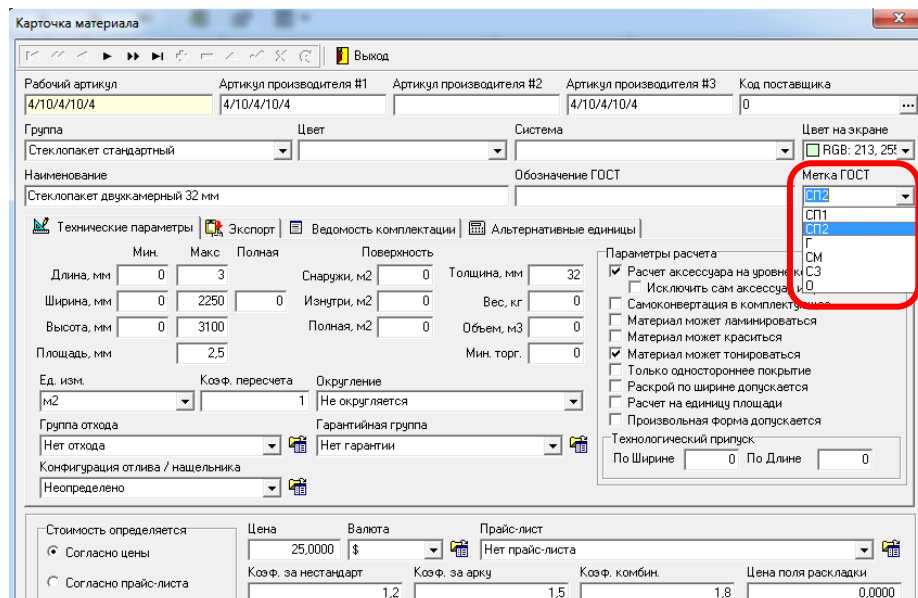 Карточка материала
Выход
Рабочий артикул Артикул производителя #1 Артикул производителя #2 Артикул производителя #3 Код поставщика
4/10/4/10/4 4/10/4/10/4 4/10/4/10/4 0 ...
Группа Цвет Система Цвет на экране
Стеклопакет стандартный RGB: 213, 25
Наименование Обозначение ГОСТ Метка ГОСТ
Стеклопакет двухкамерный 32 мм СП2
СП1
СП2
Г
СМ
СЗ
О
Технические параметры Экспорт Ведомость комплектации Альтернативные единицы
Мин. Макс Полная Поверхность Параметры расчета
Длина, мм 0 3 Снаружи, м2 0 Толщина, мм 32 Расчет аксессуара на уровне
Исключить сам аксессуар
Ширина, мм 0 2250 0 Изнутри, м2 0 Вес, кг 0 Самоконвертация в комплектующее
Высота, мм 0 3100 Полная, м2 0 Объем, м3 0 Материал может ламинироваться
Материал может краситься
Площадь, мм 2,5 Мин. торг. 0 Материал может тонироваться
Только одностороннее покрытие
Ед. изм. Коэф. пересчета Округление Раскрой по ширине допускается
м2 1 Не округляется Расчет на единицу площади
Группа отхода Гарантийная группа Произвольная форма допускается
Нет отхода Нет гарантии Технологический припуск
Конфигурация отлива / нащельника По Ширине 0 По Длине 0
Неопределено
Стоимость определяется Цена Валюта Прайс-лист
Согласно цены 25,0000 $ Нет прайс-листа
Согласно прайс-листа Коэф. за нестандарт Коэф. за арку Коэф. комбин. Цена поля раскладки
1,2 1,5 1,8 0,0000